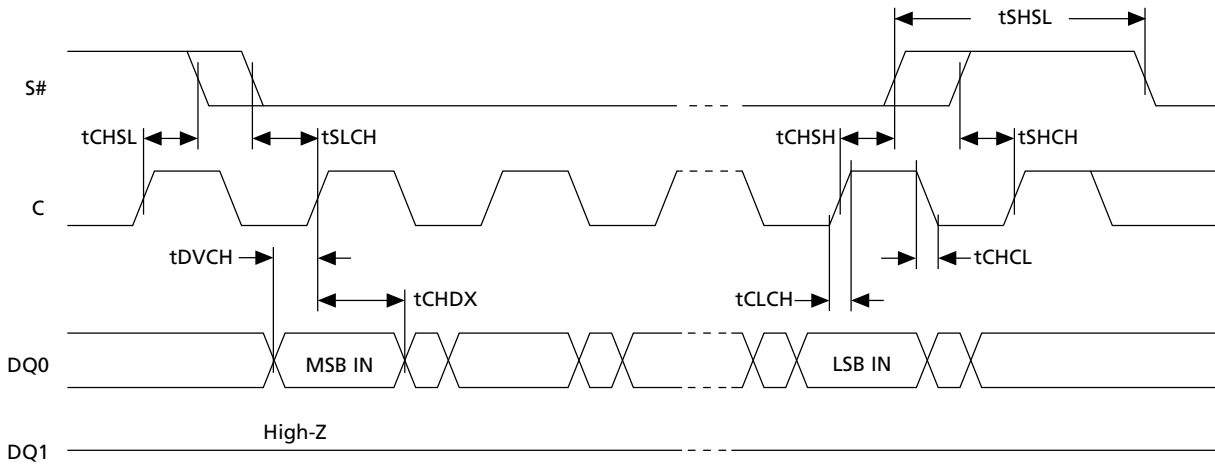 tSHSL
S#
tCHSL
tSLCH
tCHSH
tSHCH
C
tDVCH
tCHCL
tCHDX
tCLCH
DQ0
MSB IN
LSB IN
High-Z
DQ1